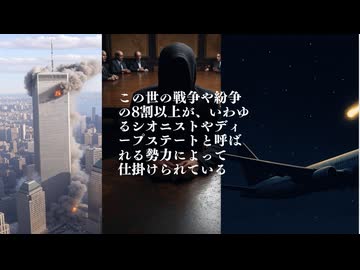 この世の戦争や紛争
の8割以上が、いわゆ
るシオニストやディ
ープステートと呼ば
れる勢力によって
仕掛けられている